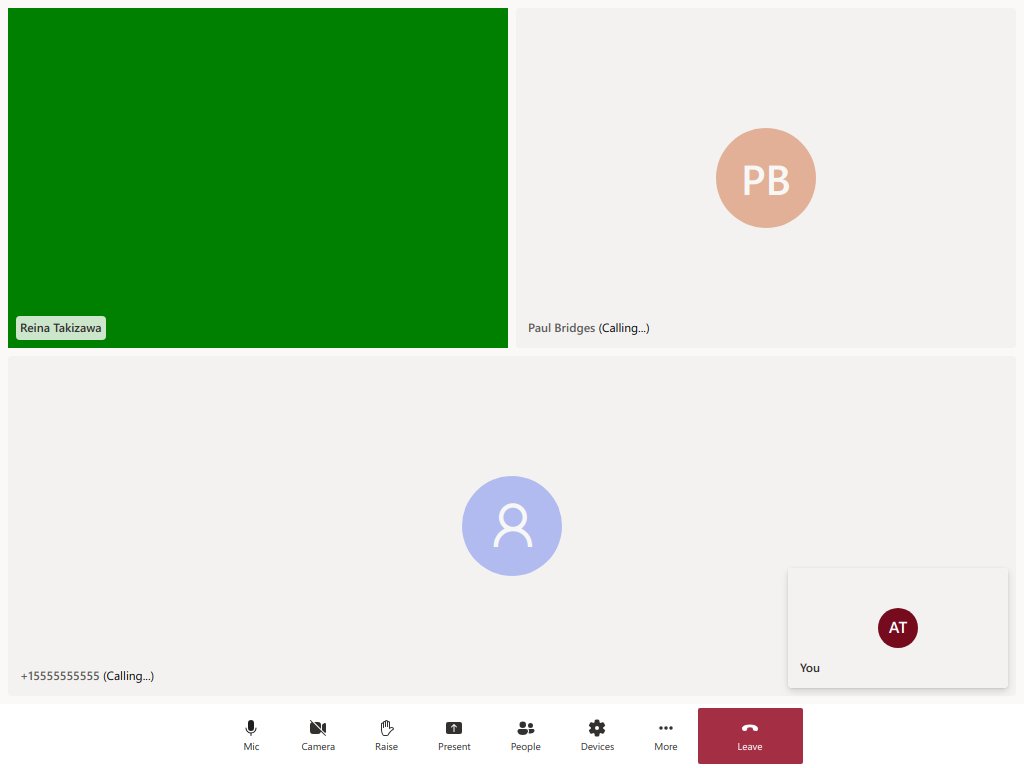 PB
Reina Takizawa
Paul Bridges (Calling...)
+15555555555 (Calling...)
AT
You
Mic
Camera
Raise
Present
People
Devices
More
Leave